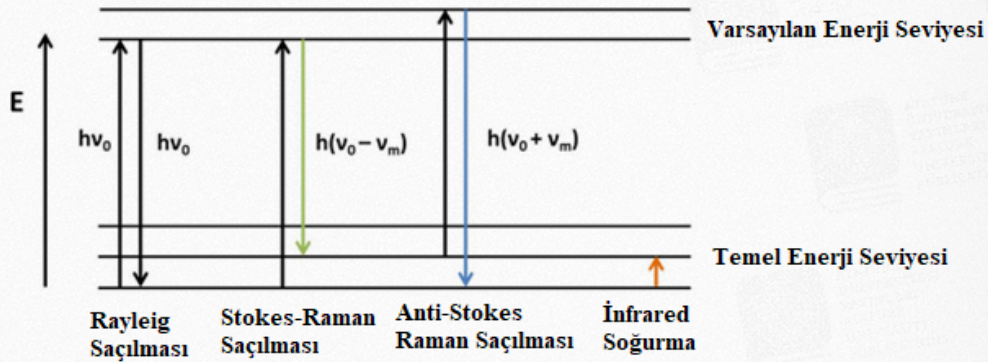 Varsayılan Enerji Seviyesi
E
hν₀
hν₀
h(ν₀ – νₘ)
h(ν₀ + νₘ)
Temel Enerji Seviyesi
Rayleig
Saçılması
Stokes-Raman
Saçılması
Anti-Stokes
Raman Saçılması
İnfrared
Soğurma